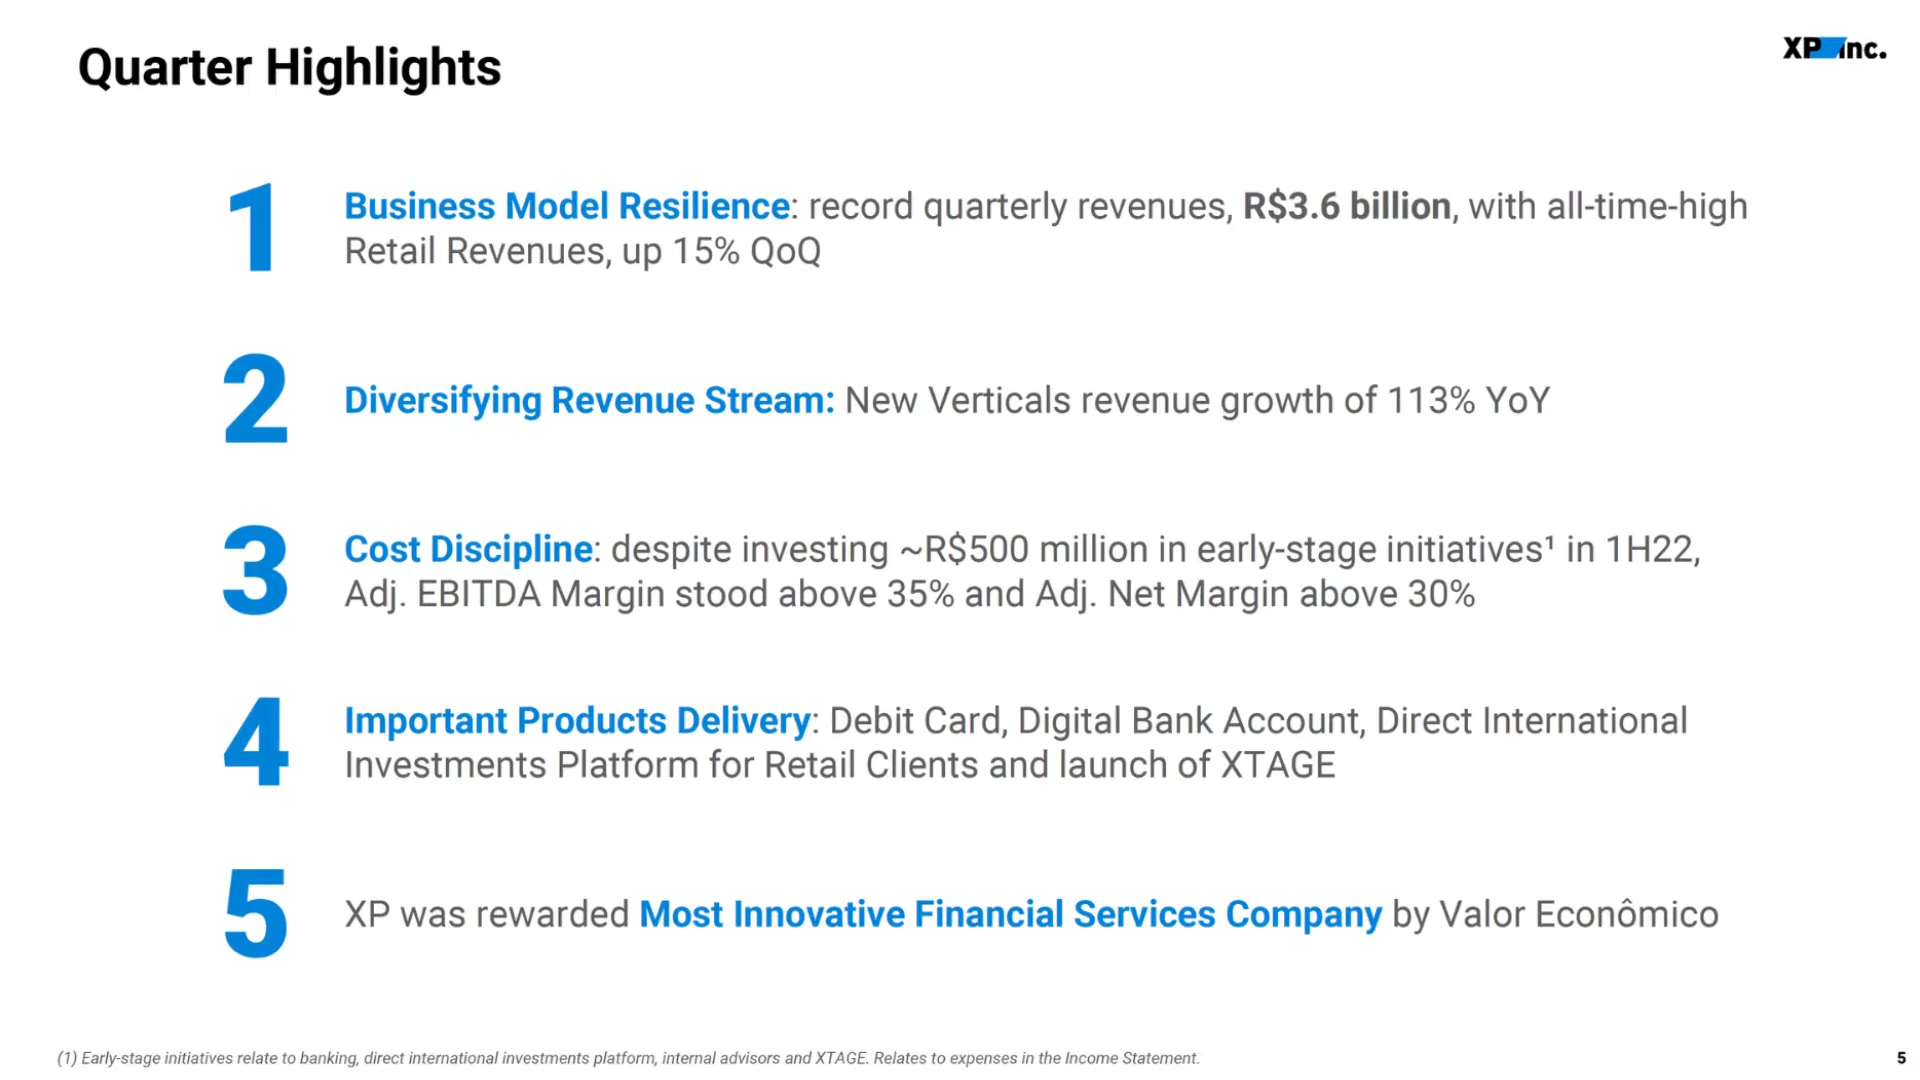 Quarter Highlights
XP inc.
1
Business Model Resilience: record quarterly revenues, R$3.6 billion, with all-time-high
Retail Revenues, up 15% QoQ
2
Diversifying Revenue Stream: New Verticals revenue growth of 113% YoY
3
Cost Discipline: despite investing ~R$500 million in early-stage initiatives¹ in 1H22,
Adj. EBITDA Margin stood above 35% and Adj. Net Margin above 30%
4
Important Products Delivery: Debit Card, Digital Bank Account, Direct International
Investments Platform for Retail Clients and launch of XTAGE
5
XP was rewarded Most Innovative Financial Services Company by Valor Econômico
(1) Early-stage initiatives relate to banking, direct international investments platform, internal advisors and XTAGE. Relates to expenses in the Income Statement.
5